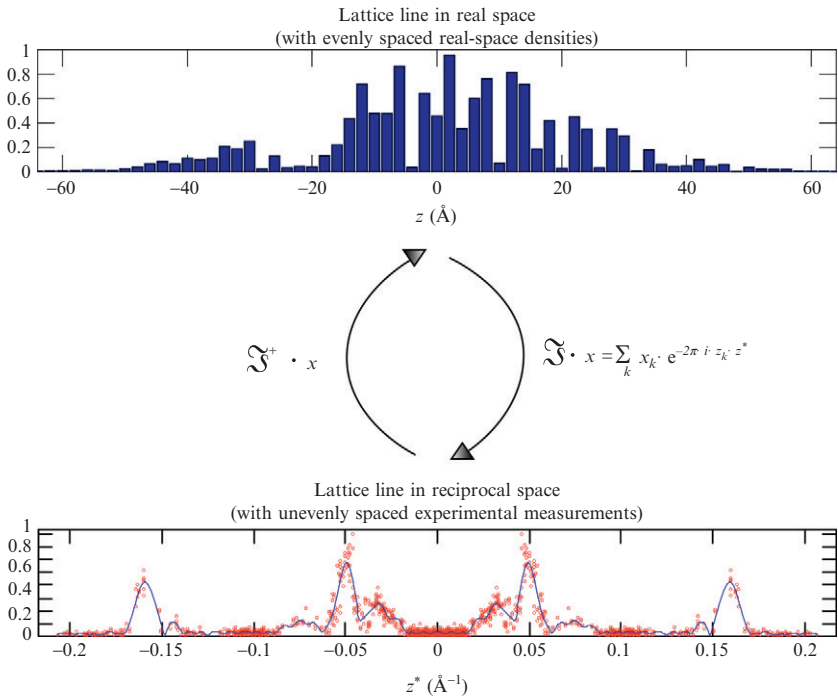 Lattice line in real space
(with evenly spaced real-space densities)
1
0.8
0.6
0.4
0.2
0
−60 −40 −20 0 20 40 60
z (Å)
𝔉⁺ · x
𝔉 · x = Σₖ xₖ · e^(−2π · i · zₖ · z*)
Lattice line in reciprocal space
(with unevenly spaced experimental measurements)
1
0.8
0.6
0.4
0.2
0
−0.2 −0.15 −0.1 −0.05 0 0.05 0.1 0.15 0.2
z* (Å⁻¹)